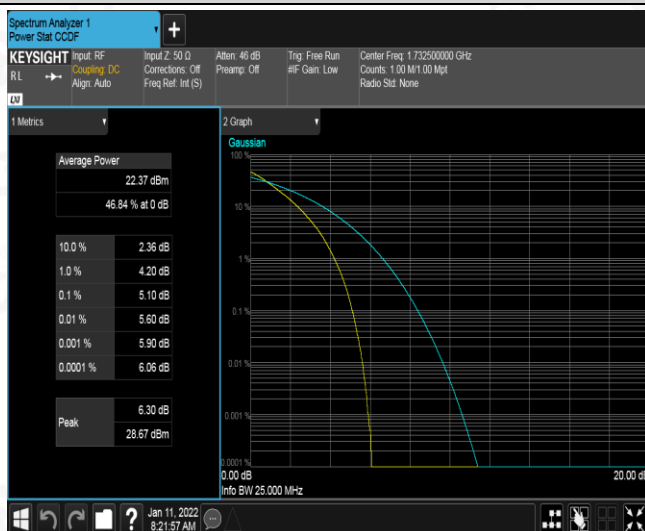 Spectrum Analyzer 1
Power Stat CCDF
KEYSIGHT
RL
LXI
Input: RF
Coupling: DC
Align: Auto
Input Z: 50 Ω
Corrections: Off
Freq Ref: Int (S)
Atten: 46 dB
Preamp: Off
Trig: Free Run
#IF Gain: Low
Center Freq: 1.732500000 GHz
Counts: 1.00 M/1.00 Mpt
Radio Std: None
1 Metrics
Average Power
22.37 dBm
46.84 % at 0 dB
10.0 % 2.36 dB
1.0 % 4.20 dB
0.1 % 5.10 dB
0.01 % 5.60 dB
0.001 % 5.90 dB
0.0001 % 6.06 dB
Peak
6.30 dB
28.67 dBm
2 Graph
Gaussian
100 %
10 %
1 %
0.1 %
0.01 %
0.001 %
0.0001 %
0.00 dB
20.00 dB
Info BW 25.000 MHz
?
Jan 11, 2022
8:21:57 AM